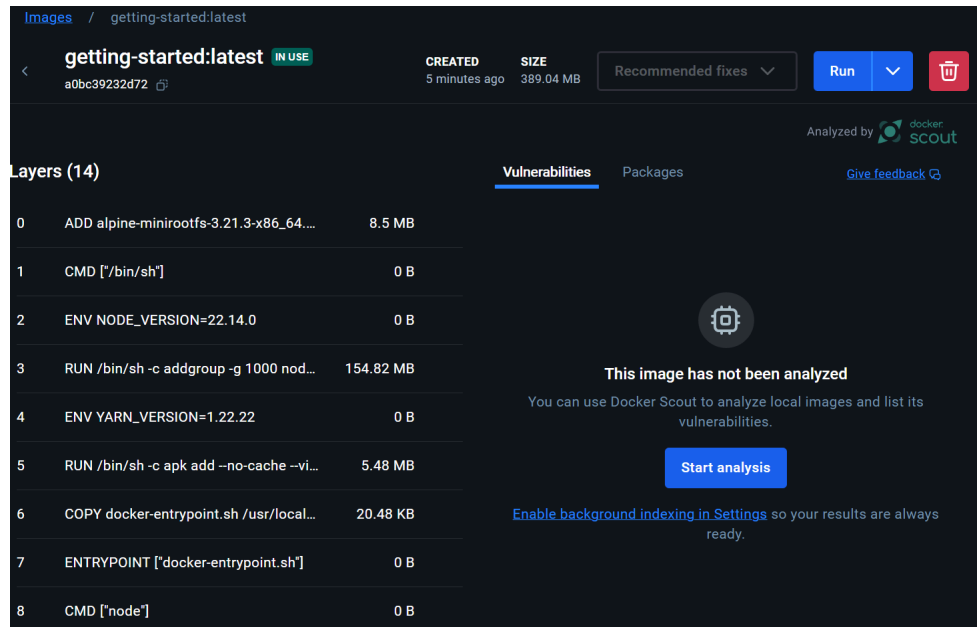 Images / getting-started:latest
getting-started:latest IN USE
a0bc39232d72
CREATED
5 minutes ago
SIZE
389.04 MB
Recommended fixes
Run
Analyzed by docker scout
Layers (14)
Vulnerabilities Packages Give feedback
0 ADD alpine-minirootfs-3.21.3-x86_64.... 8.5 MB
1 CMD ["/bin/sh"] 0 B
2 ENV NODE_VERSION=22.14.0 0 B
3 RUN /bin/sh -c addgroup -g 1000 nod... 154.82 MB
4 ENV YARN_VERSION=1.22.22 0 B
5 RUN /bin/sh -c apk add --no-cache --vi... 5.48 MB
6 COPY docker-entrypoint.sh /usr/local... 20.48 KB
7 ENTRYPOINT ["docker-entrypoint.sh"] 0 B
8 CMD ["node"] 0 B
This image has not been analyzed
You can use Docker Scout to analyze local images and list its
vulnerabilities.
Start analysis
Enable background indexing in Settings so your results are always
ready.